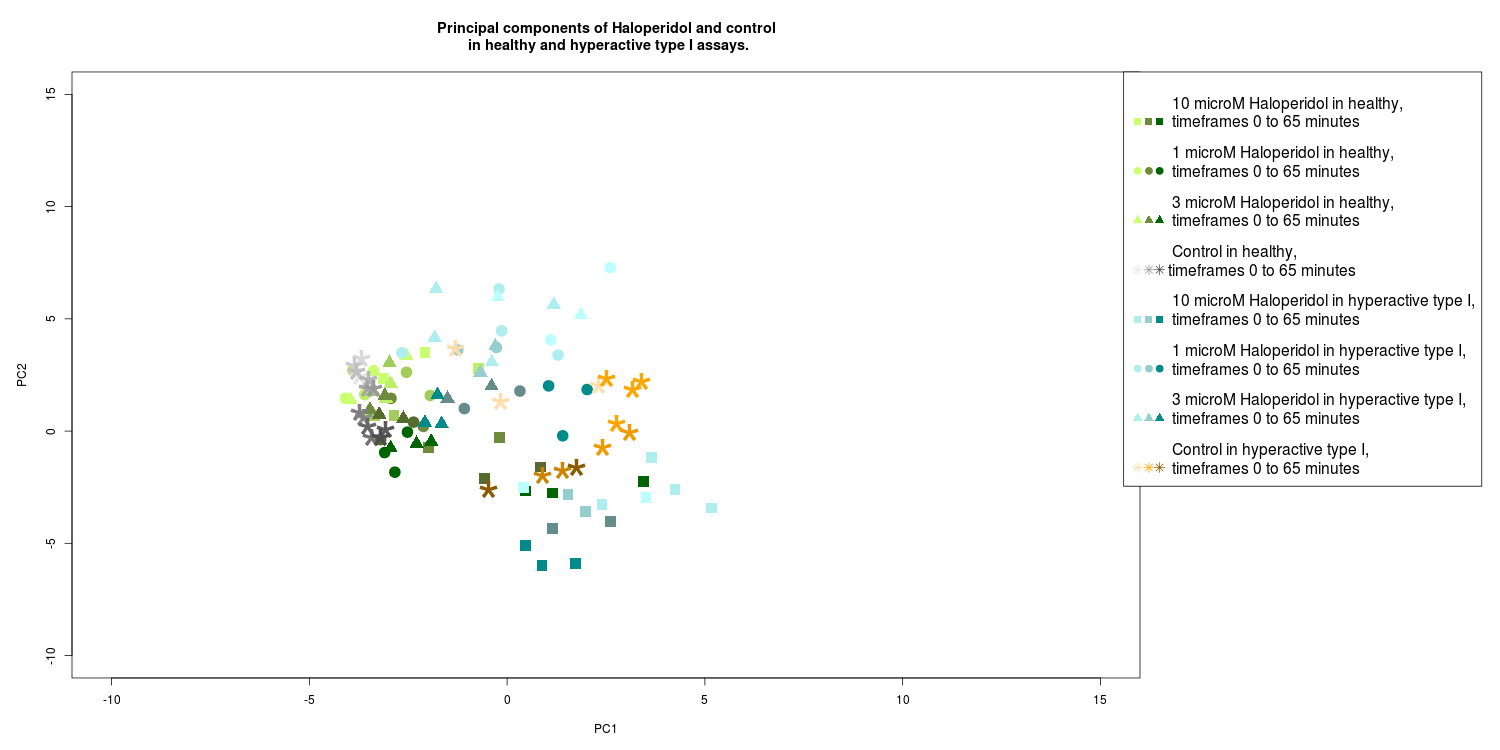 Principal components of Haloperidol and control
in healthy and hyperactive type I assays.
15
10
5
0
-5
-10
PC2
-10
-5
0
5
10
15
PC1
10 microM Haloperidol in healthy,
timeframes 0 to 65 minutes
1 microM Haloperidol in healthy,
timeframes 0 to 65 minutes
3 microM Haloperidol in healthy,
timeframes 0 to 65 minutes
Control in healthy,
timeframes 0 to 65 minutes
10 microM Haloperidol in hyperactive type I,
timeframes 0 to 65 minutes
1 microM Haloperidol in hyperactive type I,
timeframes 0 to 65 minutes
3 microM Haloperidol in hyperactive type I,
timeframes 0 to 65 minutes
Control in hyperactive type I,
timeframes 0 to 65 minutes